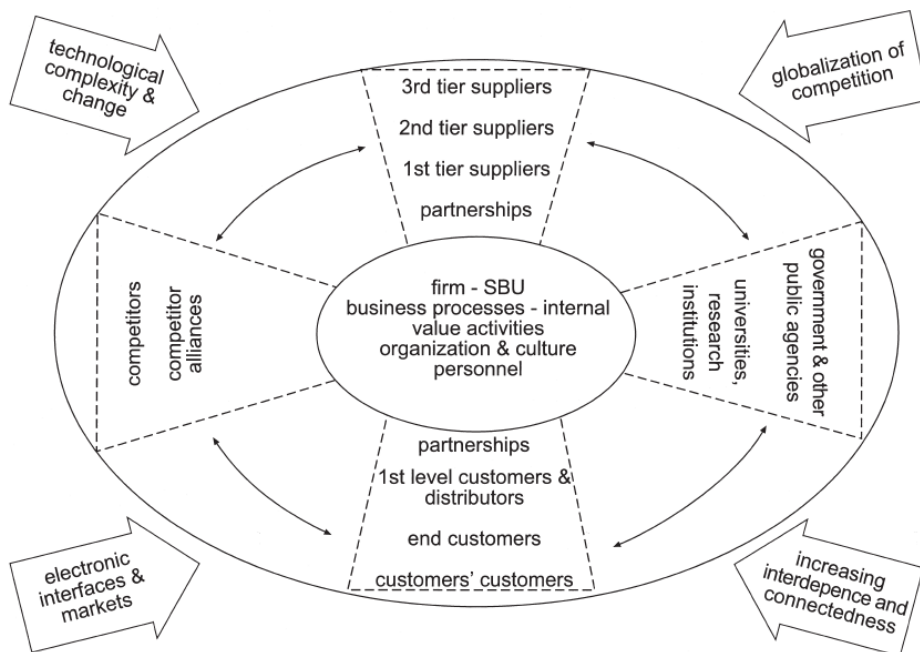 technological
complexity &
change
globalization of
competition
3rd tier suppliers
2nd tier suppliers
1st tier suppliers
partnerships
competitors
competitor
alliances
firm - SBU
business processes - internal
value activities
organization & culture
personnel
government & other
public agencies
universities,
research
institutions
partnerships
1st level customers &
distributors
end customers
customers' customers
electronic
interfaces &
markets
increasing
interdepence and
connectedness